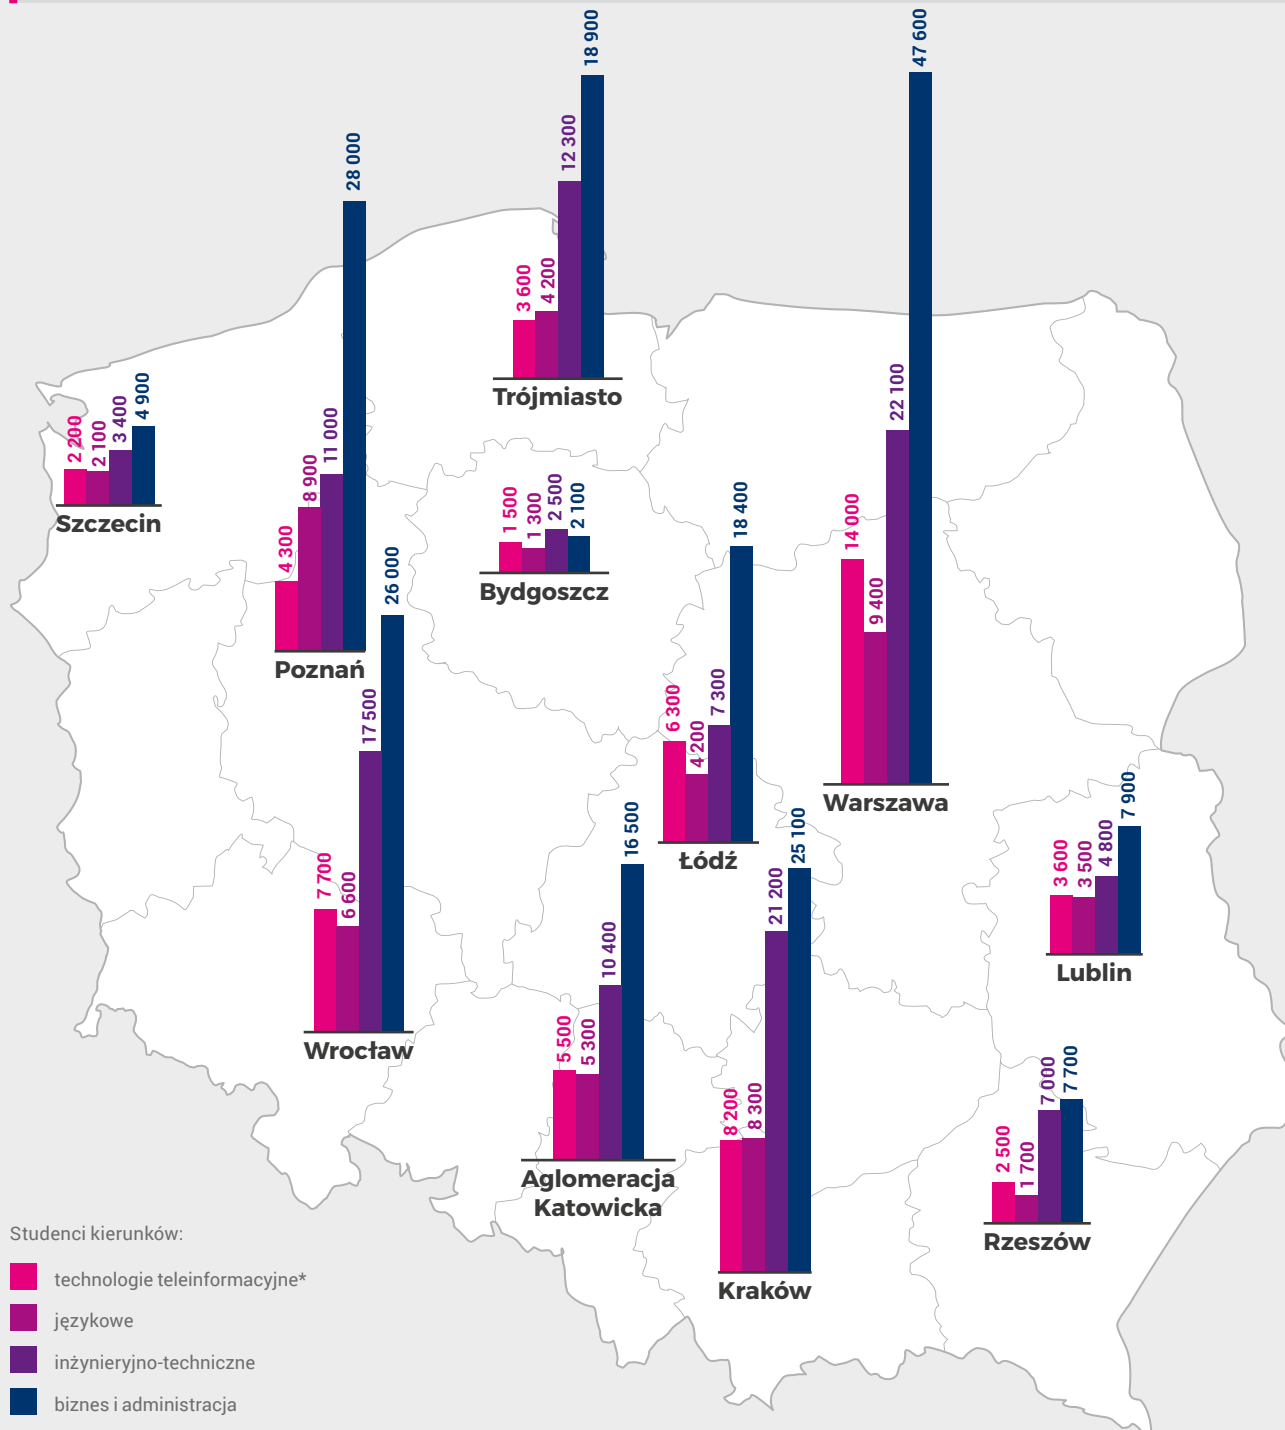 18 900
12 300
4 200
3 600
Trójmiasto
47 600
22 100
14 000
9 400
Warszawa
28 000
11 000
8 900
4 300
Poznań
2 200
2 100
3 400
4 900
Szczecin
1 500
1 300
2 500
2 100
Bydgoszcz
6 300
4 200
7 300
18 400
Łódź
7 700
6 600
17 500
26 000
Wrocław
3 600
3 500
4 800
7 900
Lublin
5 500
5 300
10 400
16 500
Aglomeracja
Katowicka
8 200
8 300
21 200
25 100
Kraków
2 500
1 700
7 000
7 700
Rzeszów
Studenci kierunków:
technologie teleinformacyjne*
językowe
inżynieryjno-techniczne
biznes i administracja